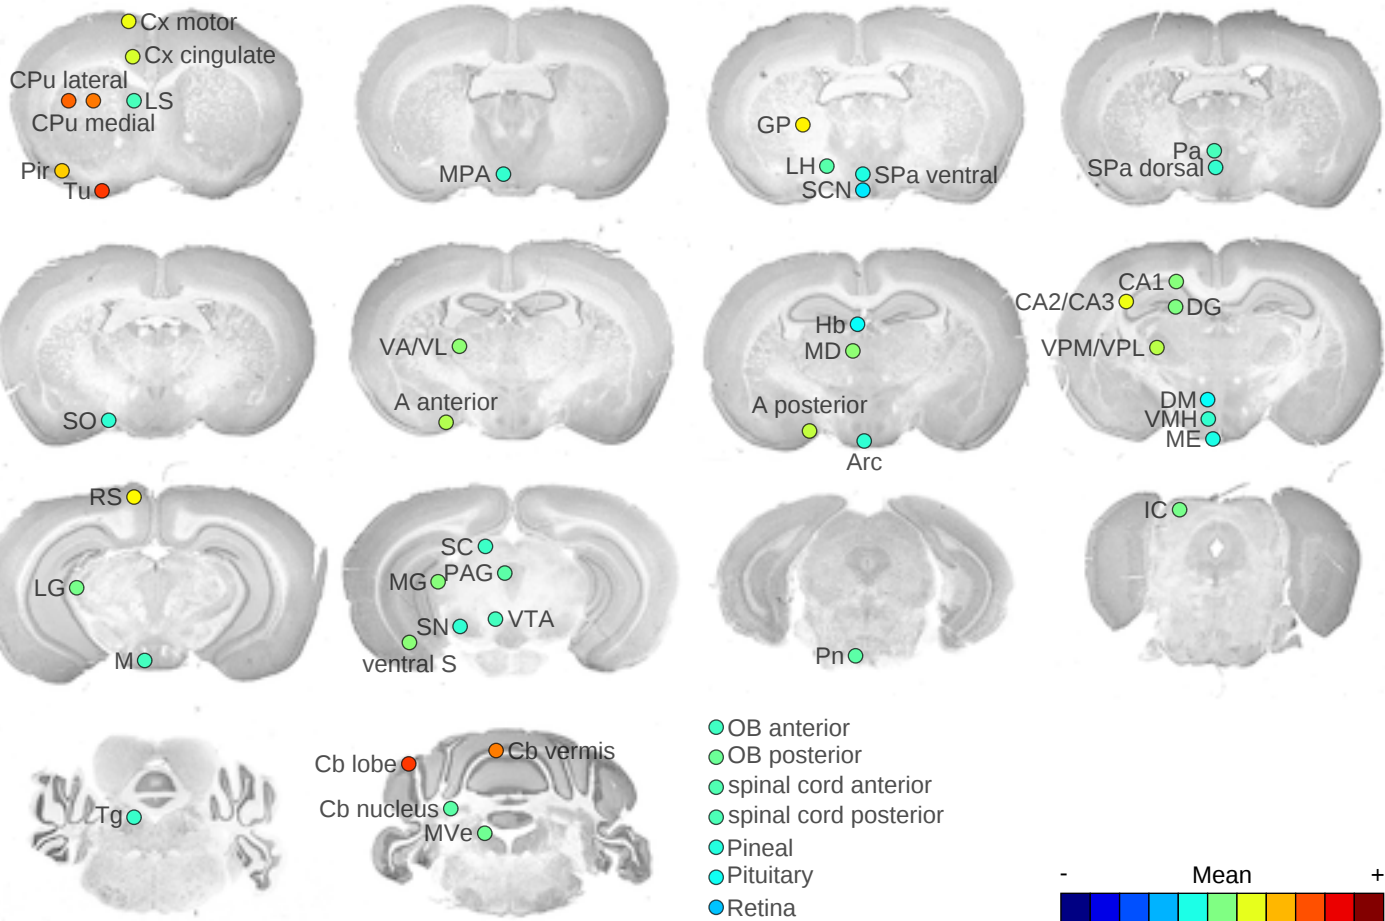 Cx motor
Cx cingulate
CPu lateral
LS
CPu medial
Pir
Tu
MPA
GP
LH
SPa ventral
SCN
Pa
SPa dorsal
SO
VA/VL
A anterior
Hb
MD
A posterior
Arc
CA1
CA2/CA3
DG
VPM/VPL
DM
VMH
ME
RS
LG
M
SC
PAG
MG
SN
VTA
ventral S
Pn
IC
Tg
Cb vermis
Cb lobe
Cb nucleus
MVe
OB anterior
OB posterior
spinal cord anterior
spinal cord posterior
Pineal
Pituitary
Retina
- Mean +